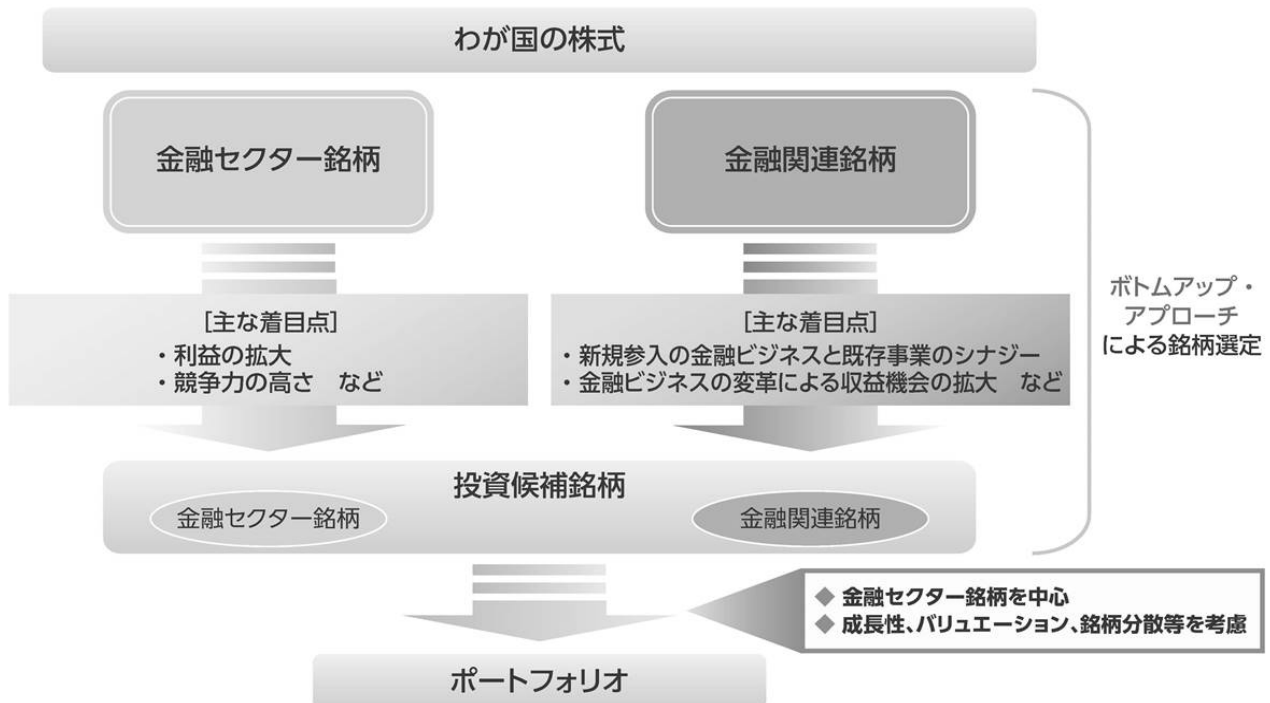 わが国の株式
金融セクター銘柄
金融関連銘柄
[主な着目点]
・利益の拡大
・競争力の高さ　など
[主な着目点]
・新規参入の金融ビジネスと既存事業のシナジー
・金融ビジネスの変革による収益機会の拡大　など
ボトムアップ・
アプローチ
による銘柄選定
投資候補銘柄
金融セクター銘柄
金融関連銘柄
◆ 金融セクター銘柄を中心
◆ 成長性、バリュエーション、銘柄分散等を考慮
ポートフォリオ